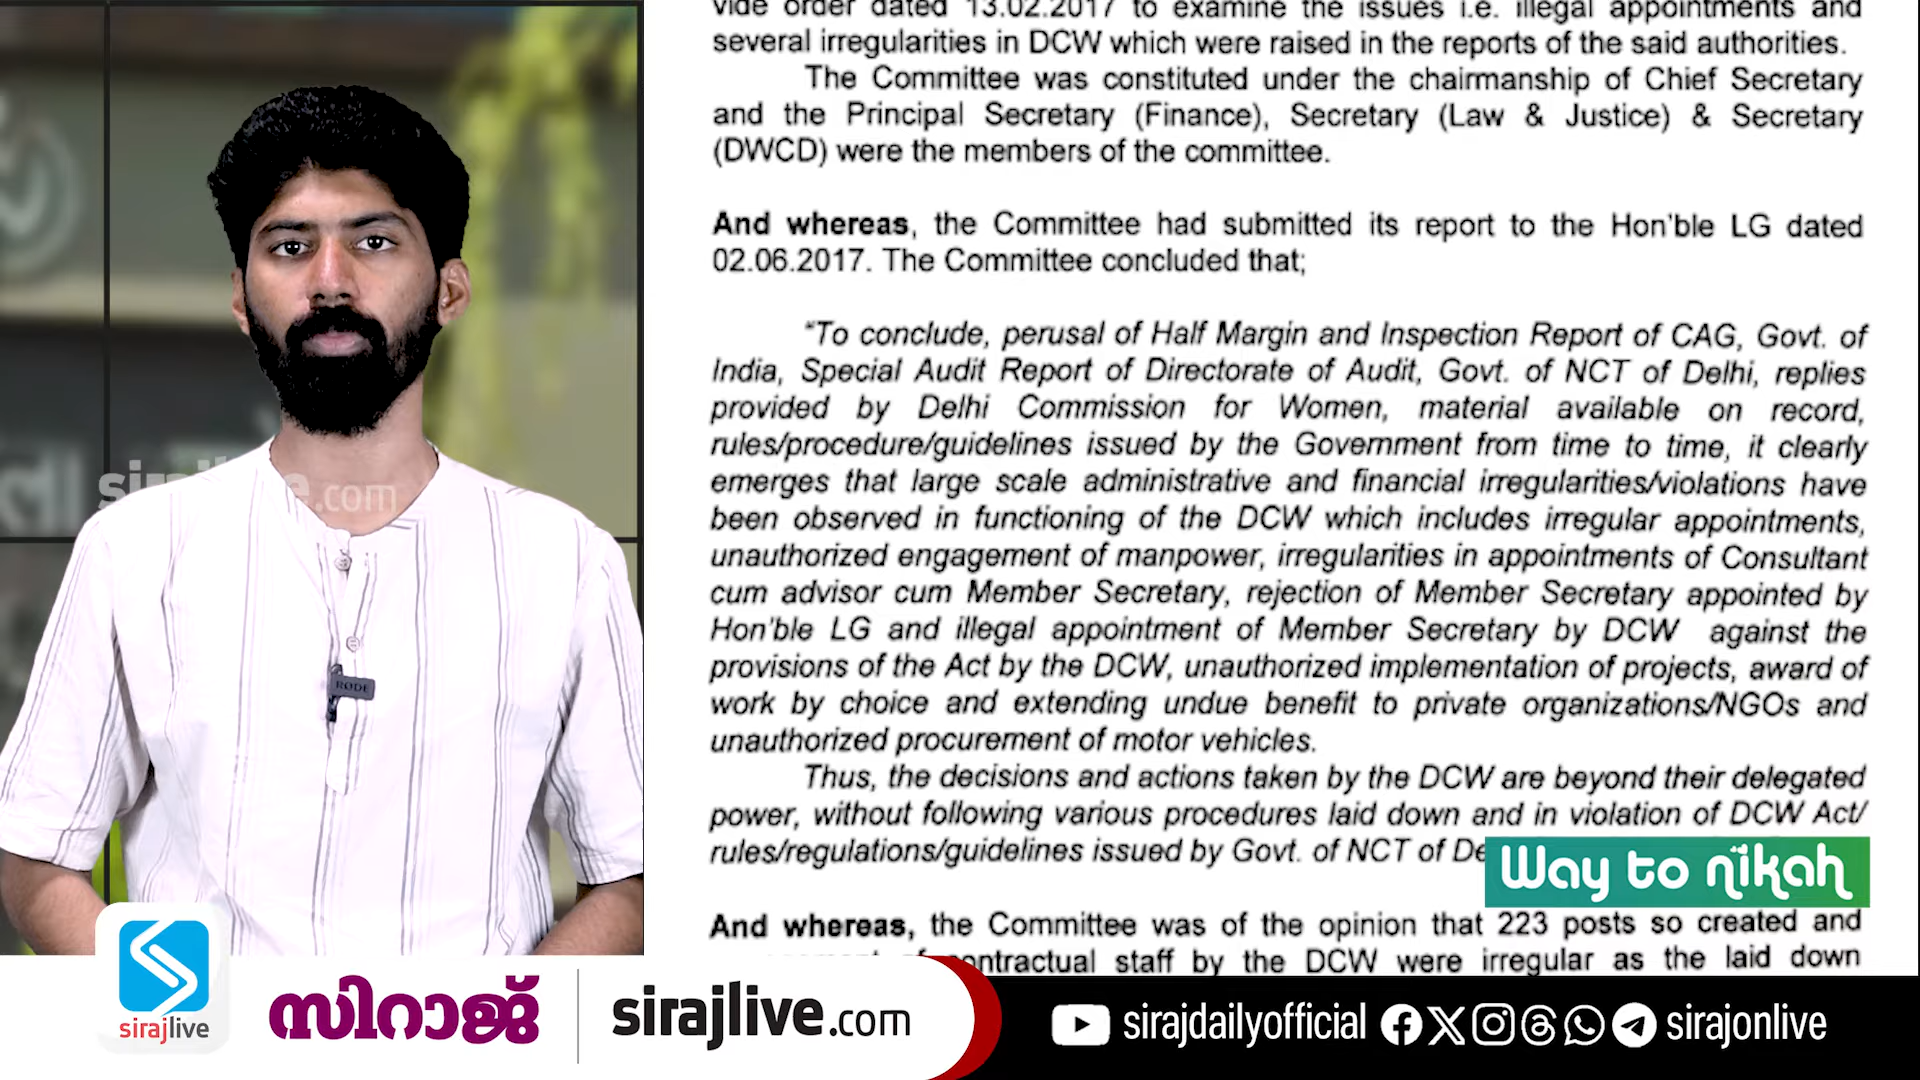 vide order dated 13.02.2017 to examine the issues i.e. illegal appointments and
several irregularities in DCW which were raised in the reports of the said authorities.
The Committee was constituted under the chairmanship of Chief Secretary
and the Principal Secretary (Finance), Secretary (Law & Justice) & Secretary
(DWCD) were the members of the committee.
And whereas, the Committee had submitted its report to the Hon'ble LG dated
02.06.2017. The Committee concluded that;
"To conclude, perusal of Half Margin and Inspection Report of CAG, Govt. of
India, Special Audit Report of Directorate of Audit, Govt. of NCT of Delhi, replies
provided by Delhi Commission for Women, material available on record,
rules/procedure/guidelines issued by the Government from time to time, it clearly
emerges that large scale administrative and financial irregularities/violations have
been observed in functioning of the DCW which includes irregular appointments,
unauthorized engagement of manpower, irregularities in appointments of Consultant
cum advisor cum Member Secretary, rejection of Member Secretary appointed by
Hon'ble LG and illegal appointment of Member Secretary by DCW against the
provisions of the Act by the DCW, unauthorized implementation of projects, award of
work by choice and extending undue benefit to private organizations/NGOs and
unauthorized procurement of motor vehicles.
Thus, the decisions and actions taken by the DCW are beyond their delegated
power, without following various procedures laid down and in violation of DCW Act/
rules/regulations/guidelines issued by Govt. of NCT of De
Way to nikah
And whereas, the Committee was of the opinion that 223 posts so created and
contractual staff by the DCW were irregular as the laid down
sirajlive.com
RODE
sirajlive
സിറാജ്
sirajlive.com
sirajdailyofficial
sirajonlive